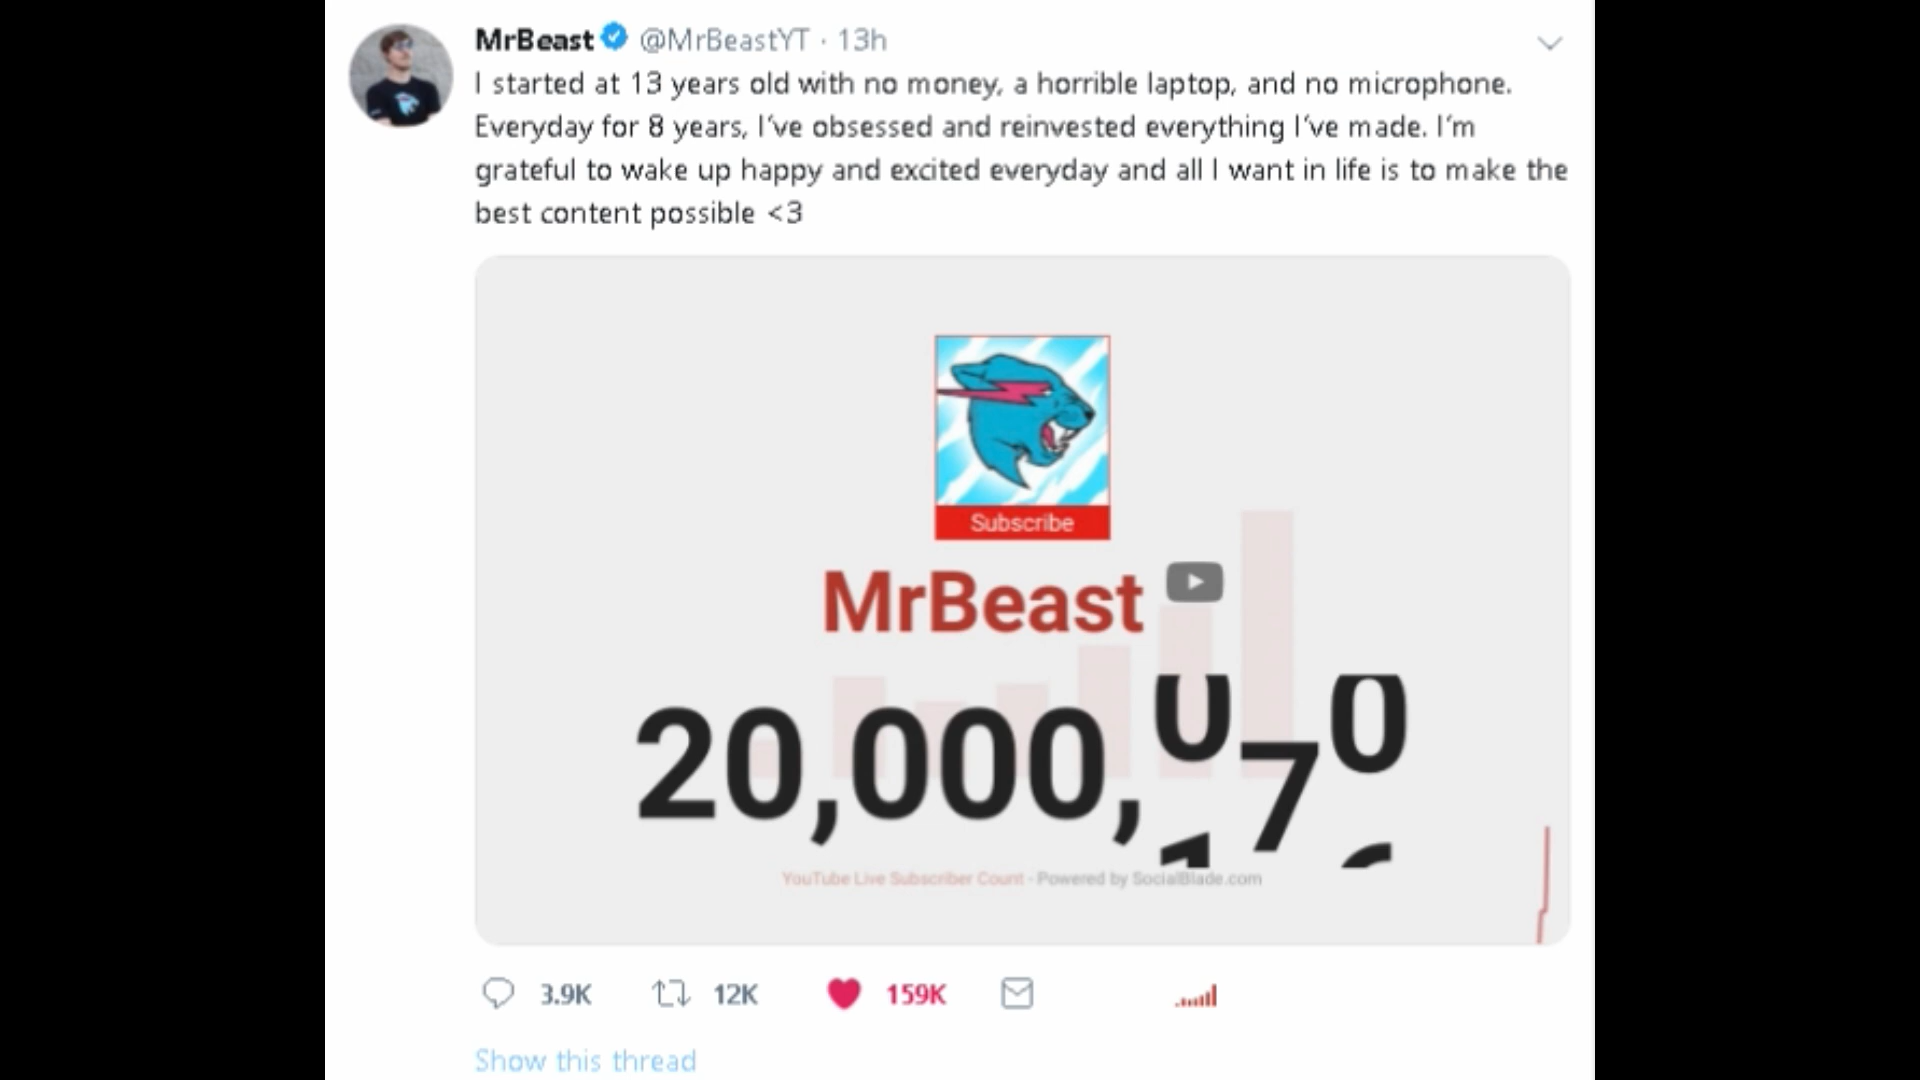 MrBeast @MrBeastYT · 13h
I started at 13 years old with no money, a horrible laptop, and no microphone.
Everyday for 8 years, I've obsessed and reinvested everything I've made. I'm
grateful to wake up happy and excited everyday and all I want in life is to make the
best content possible <3
Subscribe
MrBeast
20,000,070
YouTube Live Subscriber Count - Powered by SocialBlade.com
3.9K 12K 159K
Show this thread